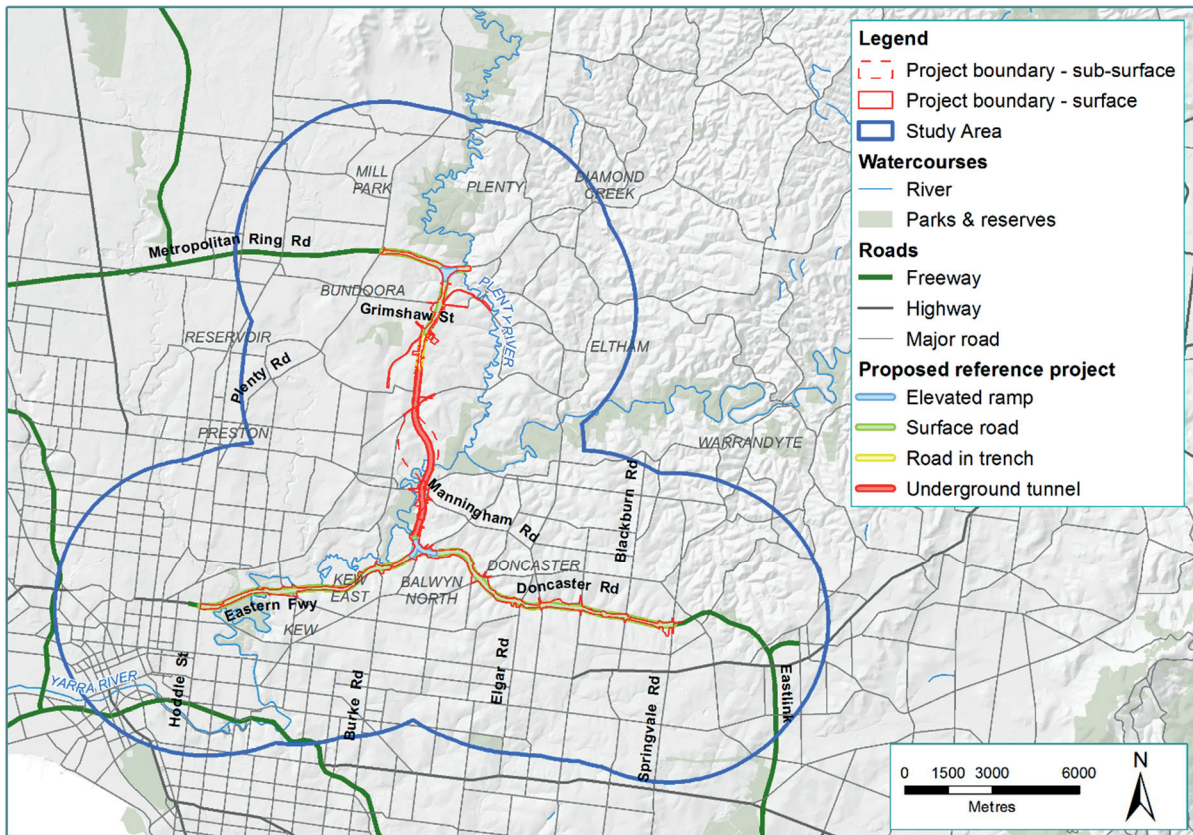 Legend
Project boundary - sub-surface
Project boundary - surface
Study Area
Watercourses
River
Parks & reserves
Roads
Freeway
Highway
Major road
Proposed reference project
Elevated ramp
Surface road
Road in trench
Underground tunnel
MILL
PARK
PLENTY
DIAMOND
CREEK
Metropolitan Ring Rd
BUNDOORA
PLENTY RIVER
Grimshaw St
RESERVOIR
ELTHAM
Plenty Rd
PRESTON
WARRANDYTE
Manningham Rd
Blackburn Rd
DONCASTER
KEW
EAST
BALWYN
NORTH
Doncaster Rd
Eastern Fwy
KEW
YARRA RIVER
Hoddle St
Burke Rd
Elgar Rd
Springvale Rd
Eastlink
0 1500 3000 6000
Metres
N